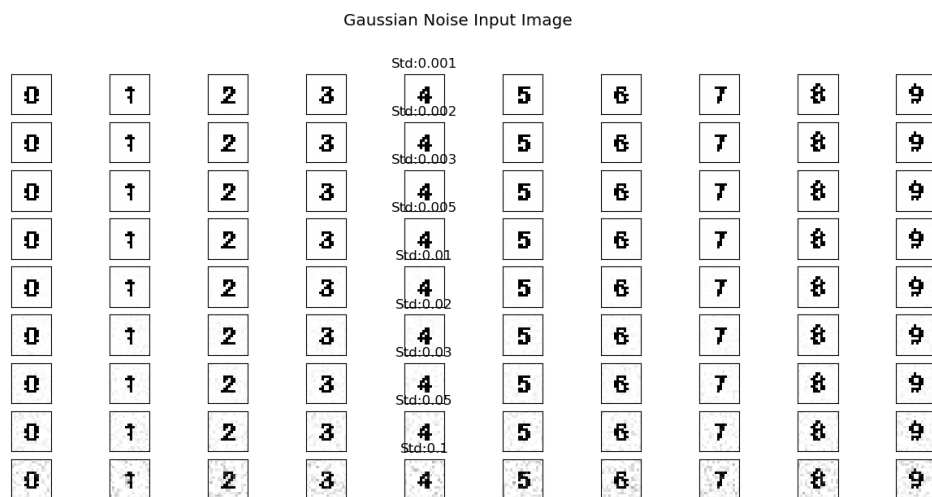 Gaussian Noise Input Image
Std:0.001
0 1 2 3 4 5 6 7 8 9
Std:0.002
0 1 2 3 4 5 6 7 8 9
Std:0.003
0 1 2 3 4 5 6 7 8 9
Std:0.005
0 1 2 3 4 5 6 7 8 9
Std:0.01
0 1 2 3 4 5 6 7 8 9
Std:0.02
0 1 2 3 4 5 6 7 8 9
Std:0.03
0 1 2 3 4 5 6 7 8 9
Std:0.05
0 1 2 3 4 5 6 7 8 9
Std:0.1
0 1 2 3 4 5 6 7 8 9